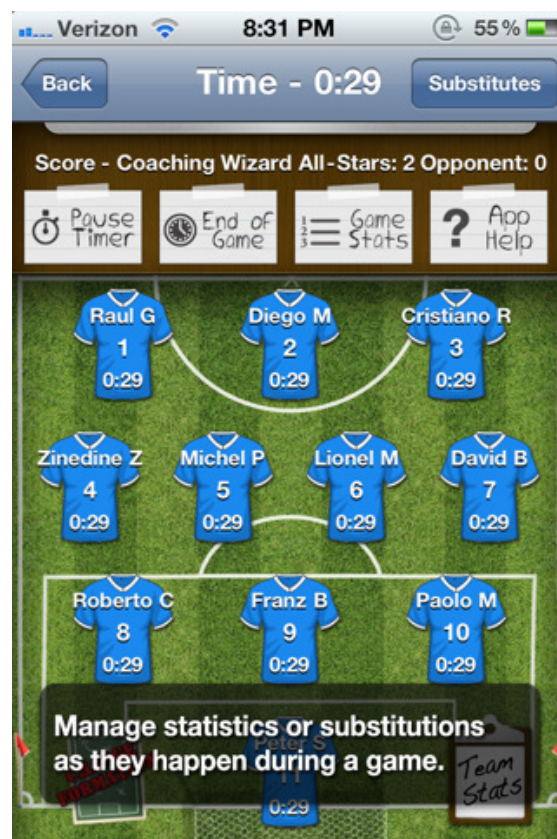 Verizon 8:31 PM 55%
Back Time - 0:29 Substitutes
Score - Coaching Wizard All-Stars: 2 Opponent: 0
Pause
Timer
End of
Game
1
2
3
Game
Stats
? App
Help
Raul G Diego M Cristiano R
1 2 3
0:29 0:29 0:29
Zinedine Z Michel P Lionel M David B
4 5 6 7
0:29 0:29 0:29 0:29
Roberto C Franz B Paolo M
8 9 10
0:29 0:29 0:29
Manage statistics or substitutions
as they happen during a game.
Peter S
11
0:29
Team
Stats